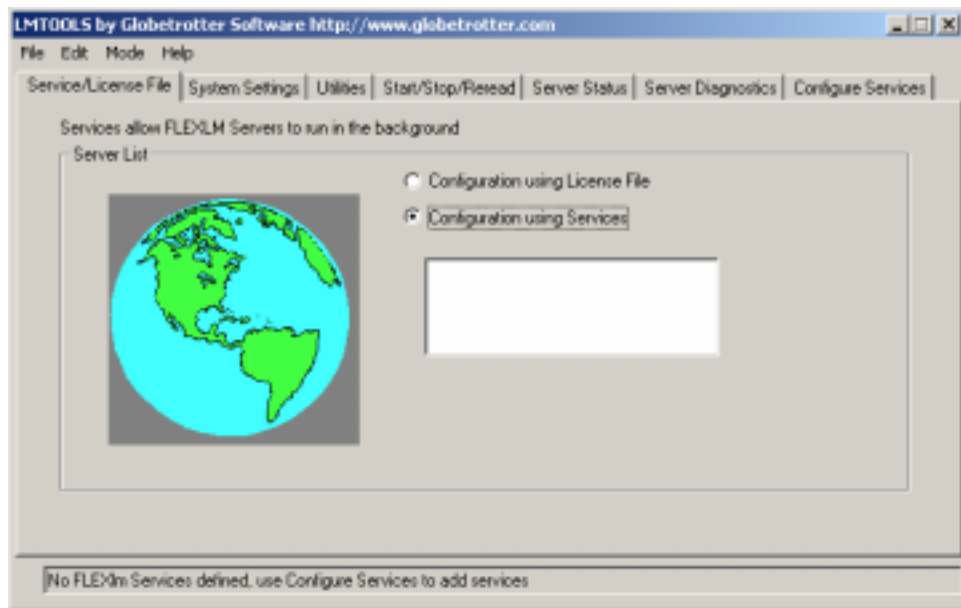 LMTOOLS by Globetrotter Software http://www.globetrotter.com
File Edit Mode Help
Service/License File System Settings Utilities Start/Stop/Reread Server Status Server Diagnostics Configure Services
Services allow FLEXLM Servers to run in the background
Server List
Configuration using License File
Configuration using Services
No FLEXlm Services defined, use Configure Services to add services